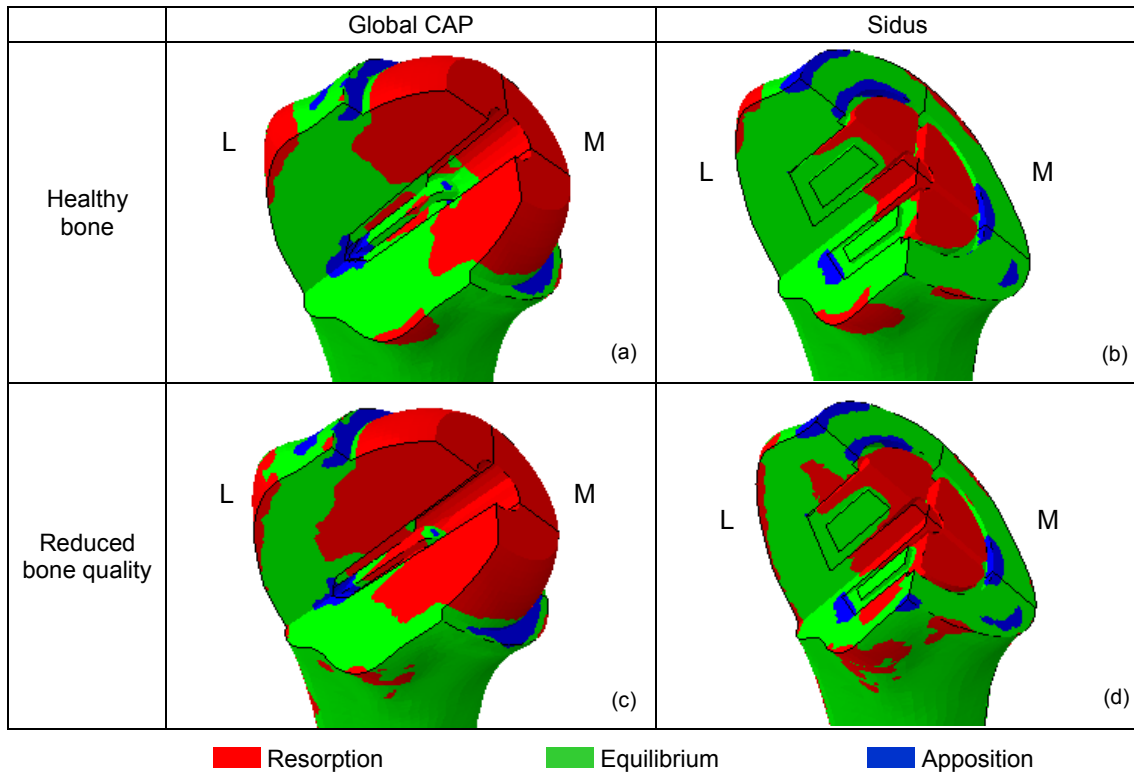 Global CAP
Sidus
Healthy
bone
L
M
(a)
L
M
(b)
Reduced
bone quality
L
M
(c)
L
M
(d)
Resorption
Equilibrium
Apposition